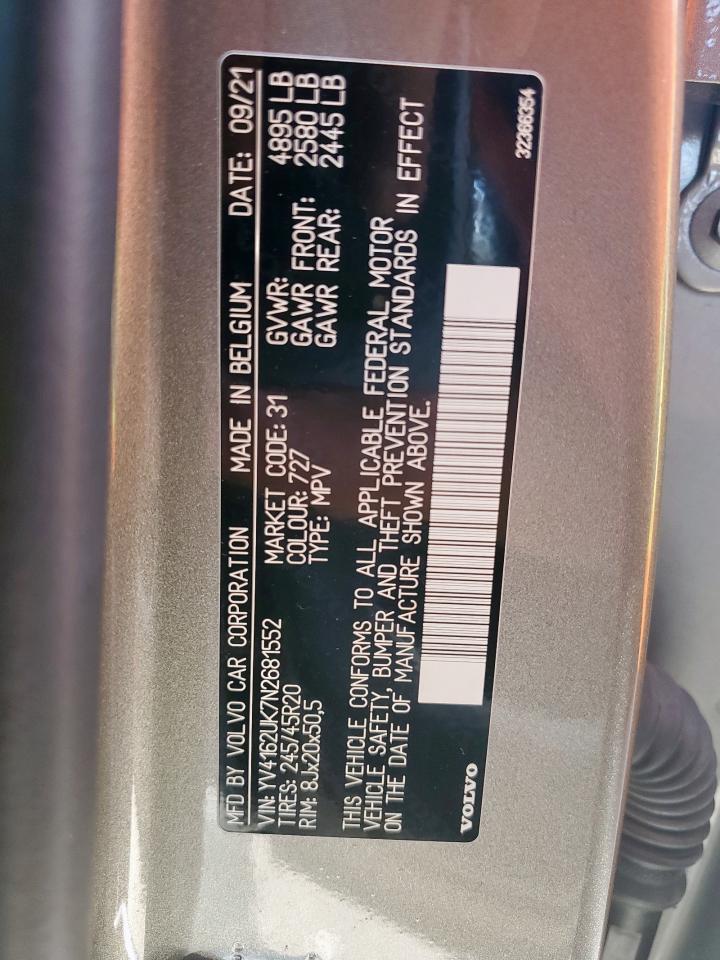 MFD BY VOLVO CAR CORPORATION MADE IN BELGIUM DATE: 09/21
VIN: YV4162UK7N2681552
TIRES: 245/45R20
RIM: 8Jx20x50,5
MARKET CODE: 31
COLOUR: 727
TYPE: MPV
GVWR: 4895 LB
GAWR FRONT: 2580 LB
GAWR REAR: 2445 LB
THIS VEHICLE CONFORMS TO ALL APPLICABLE FEDERAL MOTOR
VEHICLE SAFETY, BUMPER AND THEFT PREVENTION STANDARDS IN EFFECT
ON THE DATE OF MANUFACTURE SHOWN ABOVE.
VOLVO
32366354